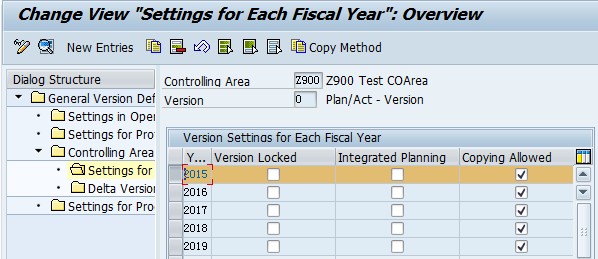 Change View "Settings for Each Fiscal Year": Overview
New Entries Copy Method
Dialog Structure
General Version Def
Settings in Oper
Settings for Pro
Controlling Area
Settings for
Delta Version
Settings for Pro
Controlling Area Z900 Z900 Test COArea
Version 0 Plan/Act - Version
Version Settings for Each Fiscal Year
Y... Version Locked Integrated Planning Copying Allowed
2015
2016
2017
2018
2019